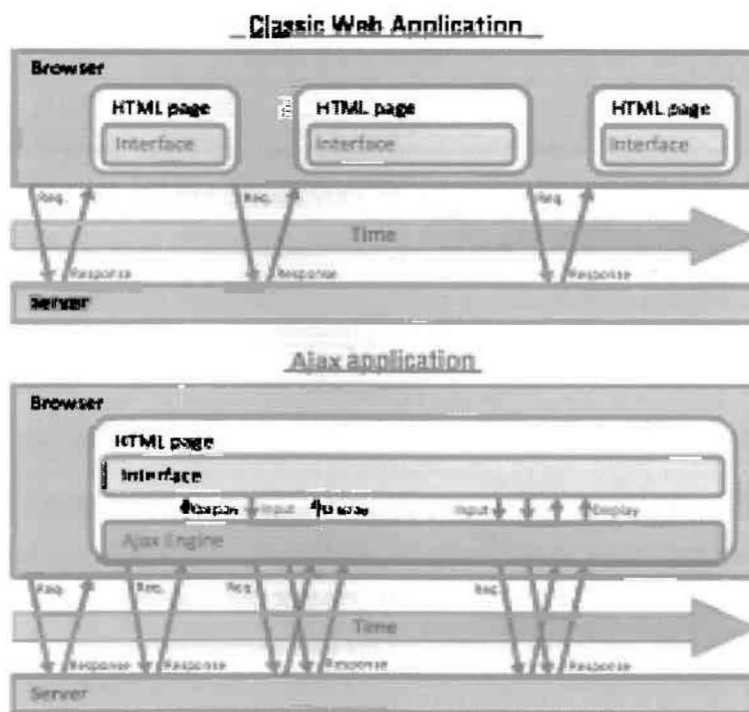 Classic Web Application
Browser
HTML page HTML page HTML page
Interface Interface Interface
Req. Req. Req.
Time
Response Response Response
Server
Ajax application
Browser
HTML page
Interface
Input Input Display
Ajax Engine
Req. Req. Req. Req.
Time
Response Response Response Response
Server